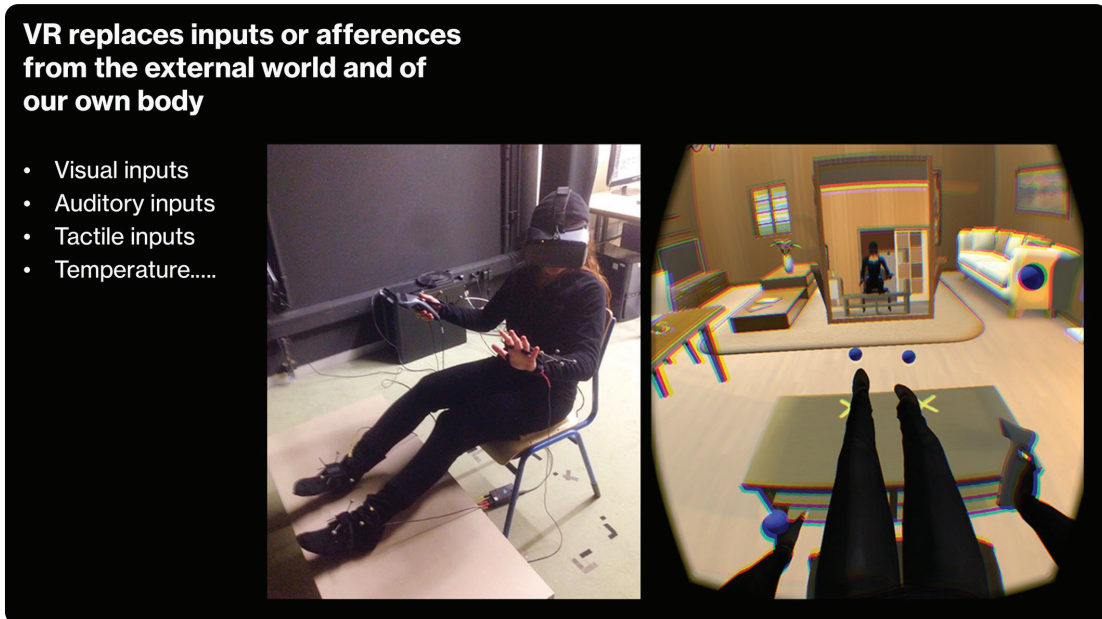 VR replaces inputs or afferences
from the external world and of
our own body
• Visual inputs
• Auditory inputs
• Tactile inputs
• Temperature.....